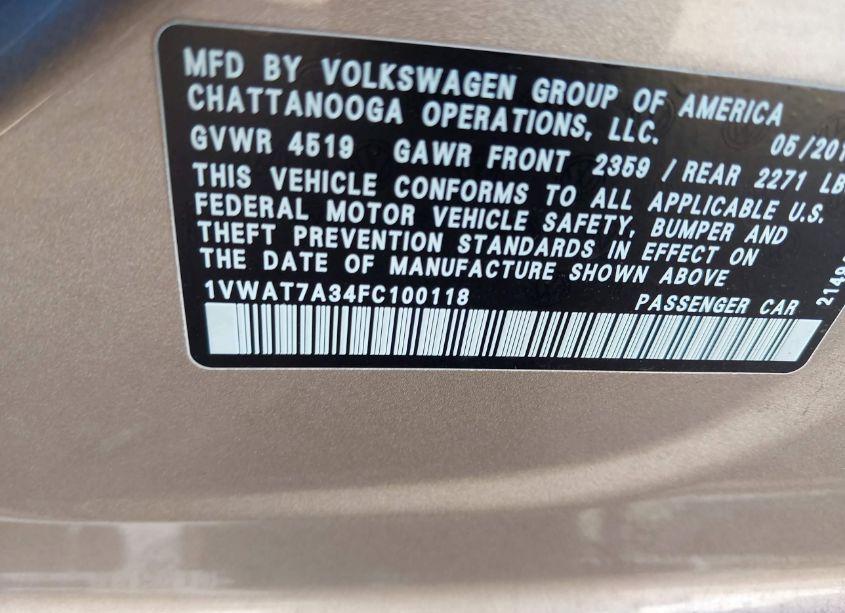 MFD BY VOLKSWAGEN GROUP OF AMERICA
CHATTANOOGA OPERATIONS, LLC. 05/201
GVWR 4519 GAWR FRONT 2359 / REAR 2271 LB
THIS VEHICLE CONFORMS TO ALL APPLICABLE U.S.
FEDERAL MOTOR VEHICLE SAFETY, BUMPER AND
THEFT PREVENTION STANDARDS IN EFFECT ON
THE DATE OF MANUFACTURE SHOWN ABOVE
1VWAT7A34FC100118 PASSENGER CAR